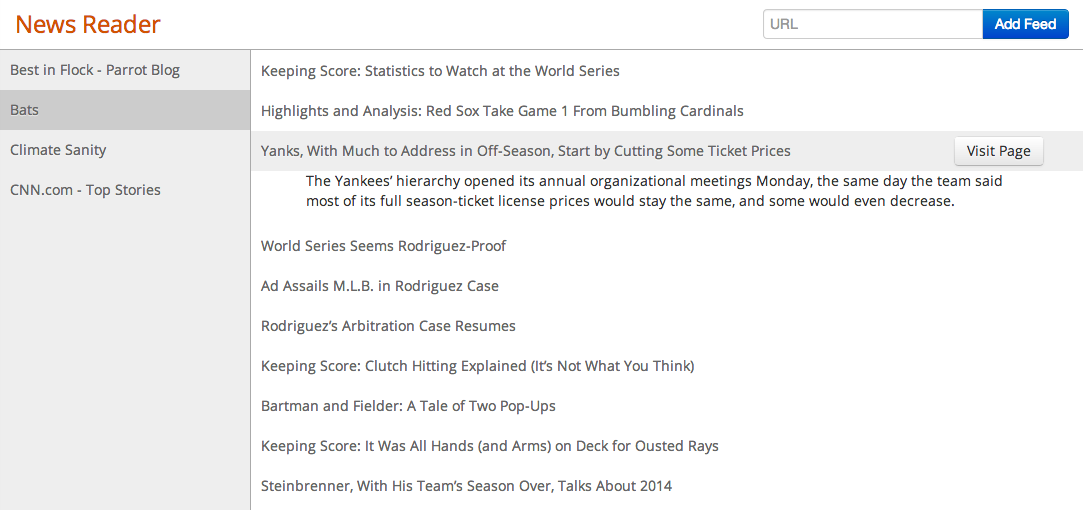 News Reader
URL
Add Feed
Best in Flock - Parrot Blog
Bats
Climate Sanity
CNN.com - Top Stories
Keeping Score: Statistics to Watch at the World Series
Highlights and Analysis: Red Sox Take Game 1 From Bumbling Cardinals
Yanks, With Much to Address in Off-Season, Start by Cutting Some Ticket Prices
Visit Page
The Yankees’ hierarchy opened its annual organizational meetings Monday, the same day the team said
most of its full season-ticket license prices would stay the same, and some would even decrease.
World Series Seems Rodriguez-Proof
Ad Assails M.L.B. in Rodriguez Case
Rodriguez’s Arbitration Case Resumes
Keeping Score: Clutch Hitting Explained (It’s Not What You Think)
Bartman and Fielder: A Tale of Two Pop-Ups
Keeping Score: It Was All Hands (and Arms) on Deck for Ousted Rays
Steinbrenner, With His Team’s Season Over, Talks About 2014